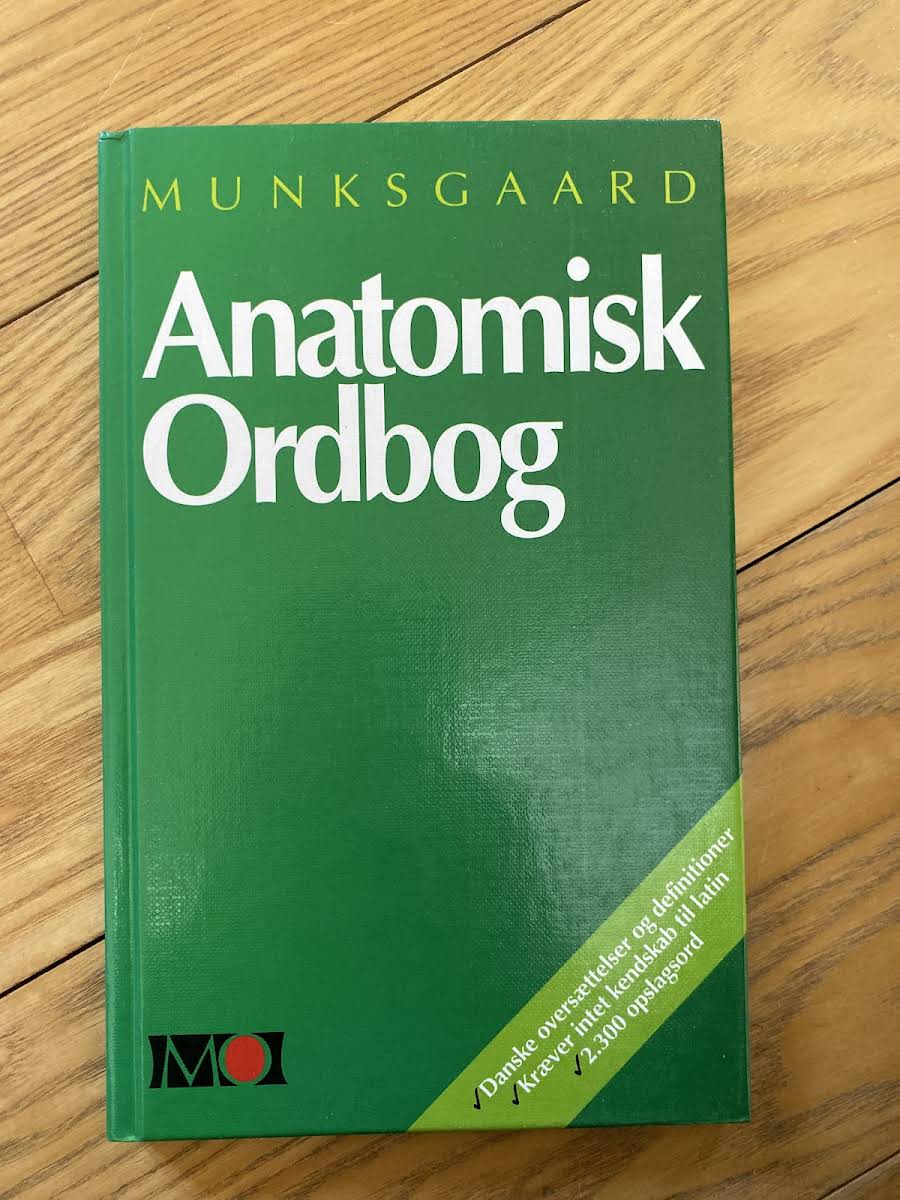 MUNKSGAARD
Anatomisk
Ordbog
✓Danske oversættelser og definitioner
✓Kræver intet kendskab til latin
✓2.300 opslagsord
MO